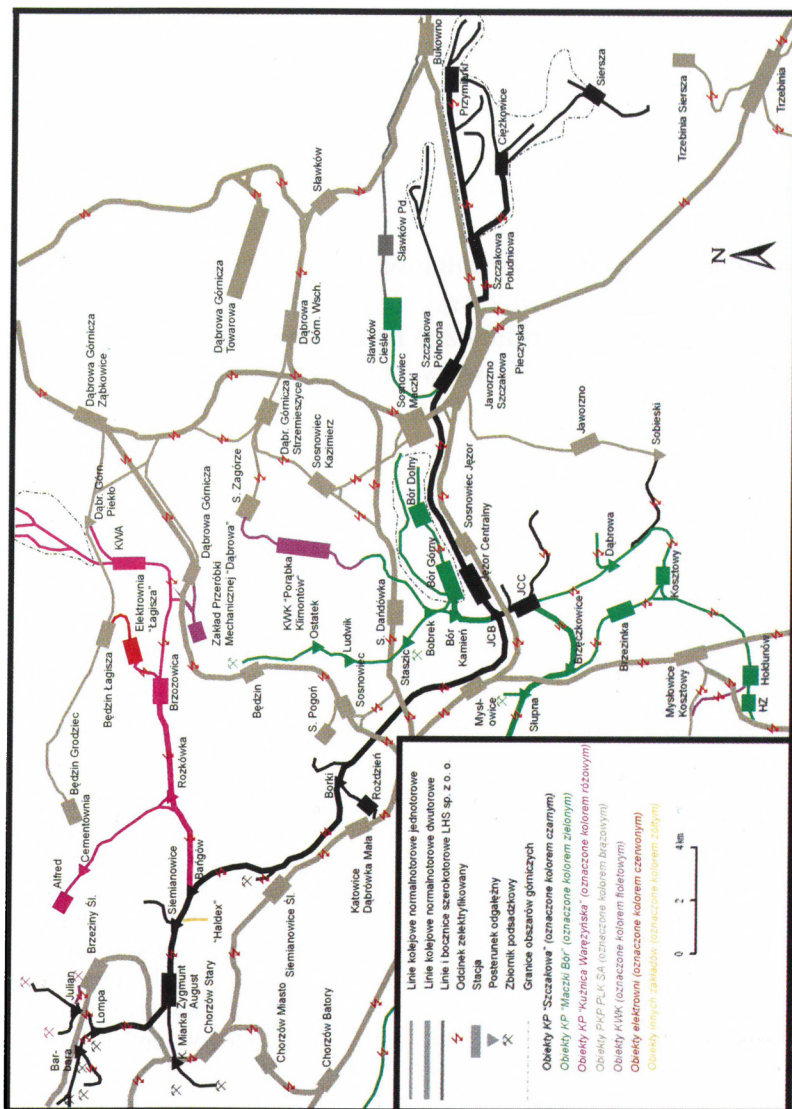 Bukowno
Przymiarki
Siersza
Ciężkowice
Trzebinia Siersza
Trzebinia
Sławków
Sławków Pd.
Szczakowa
Południowa
N
Dąbrowa Górnicza
Towarowa
Dąbrowa
Górn. Wsch.
Sławków
Cieśle
Szczakowa
Północna
Pieczyska
Jaworzno
Szczakowa
Sosnowiec
Maczki
Dąbrowa Górnicza
Ząbkowice
Dąbr. Górnicza
Strzemieszyce
Sosnowiec
Kazimierz
Jaworzno
Sobieski
Dąbr. Górn.
Piekło
S. Zagórze
Sosnowiec Jęzor
Bór Dolny
KWA
Dąbrowa Górnicza
KWK "Porąbka
Klimontów"
Bór Górny
Jęzor Centralny
Dąbrowa
Elektrownia
"Łagisza"
Zakład Przeróbki
Mechanicznej "Dąbrowa"
S. Dańdówka
Bobrek
Bór
Kamień
JCB
JCC
Kosztowy
Będzin Łagisza
Brzozowica
Ostatek
Ludwik
Staszic
Brzęczkowice
Brzezinka
Hołdunów
HZ
Będzin
Sosnowiec
S. Pogoń
Mysł-
owice
Słupna
Mysłowice
Kosztowy
Będzin Grodziec
Rozkówka
Cementownia
Alfred
Borki
Roździeń
Katowice
Dąbrówka Mała
Bańgów
Siemianowice
"Haldex"
Siemianowice Śl.
Brzeziny Śl.
Julian
Lompa
Bar-
bara
Zygmunt
August
K. Miarka
Chorzów Stary
Chorzów Miasto
Chorzów Batory
Linie kolejowe normalnotorowe jednotorowe
Linie kolejowe normalnotorowe dwutorowe
Linie i bocznice szerokotorowe LHS sp. z o. o.
Odcinek zelektryfikowany
Stacja
Posterunek odgałęźny
Zbiornik podsadzkowy
Granice obszarów górniczych
Obiekty KP "Szczakowa" (oznaczone kolorem czarnym)
Obiekty KP "Maczki Bór" (oznaczone kolorem zielonym)
Obiekty KP "Kuźnica Warężyńska" (oznaczone kolorem różowym)
Obiekty PKP PLK SA (oznaczone kolorem brązowym)
Obiekty KWK (oznaczone kolorem fioletowym)
Obiekty elektrowni (oznaczone kolorem czerwonym)
Obiekty innych zakładów (oznaczone kolorem żółtym)
0 2 4 km